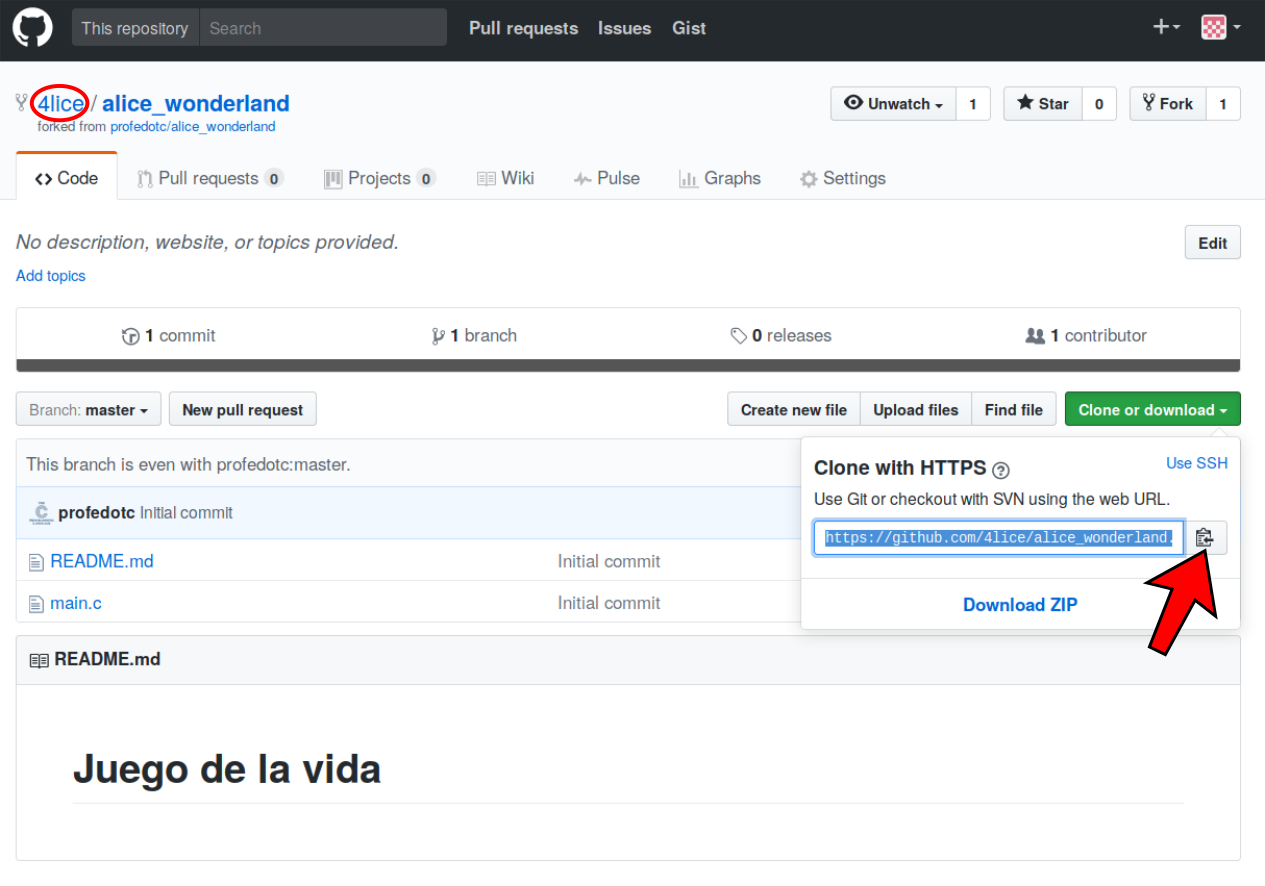 This repository Search Pull requests Issues Gist
4lice / alice_wonderland Unwatch 1 Star 0 Fork 1
forked from profedotc/alice_wonderland
Code Pull requests 0 Projects 0 Wiki Pulse Graphs Settings
No description, website, or topics provided. Edit
Add topics
1 commit 1 branch 0 releases 1 contributor
Branch: master New pull request Create new file Upload files Find file Clone or download
This branch is even with profedotc:master.
Clone with HTTPS ? Use SSH
Use Git or checkout with SVN using the web URL.
profedotc Initial commit
https://github.com/4lice/alice_wonderland.
README.md Initial commit
main.c Initial commit
Download ZIP
README.md
Juego de la vida